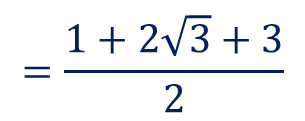 = (1 + 2√3 + 3)/2